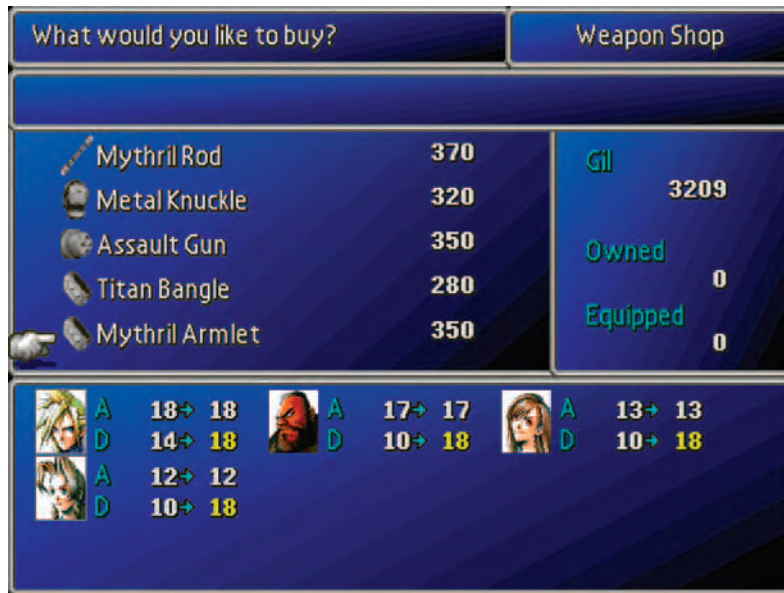 What would you like to buy? Weapon Shop
Mythril Rod 370
Metal Knuckle 320
Assault Gun 350
Titan Bangle 280
Mythril Armlet 350
Gil
3209
Owned
0
Equipped
0
A 18→ 18 A 17→ 17 A 13→ 13
D 14→ 18 D 10→ 18 D 10→ 18
A 12→ 12
D 10→ 18